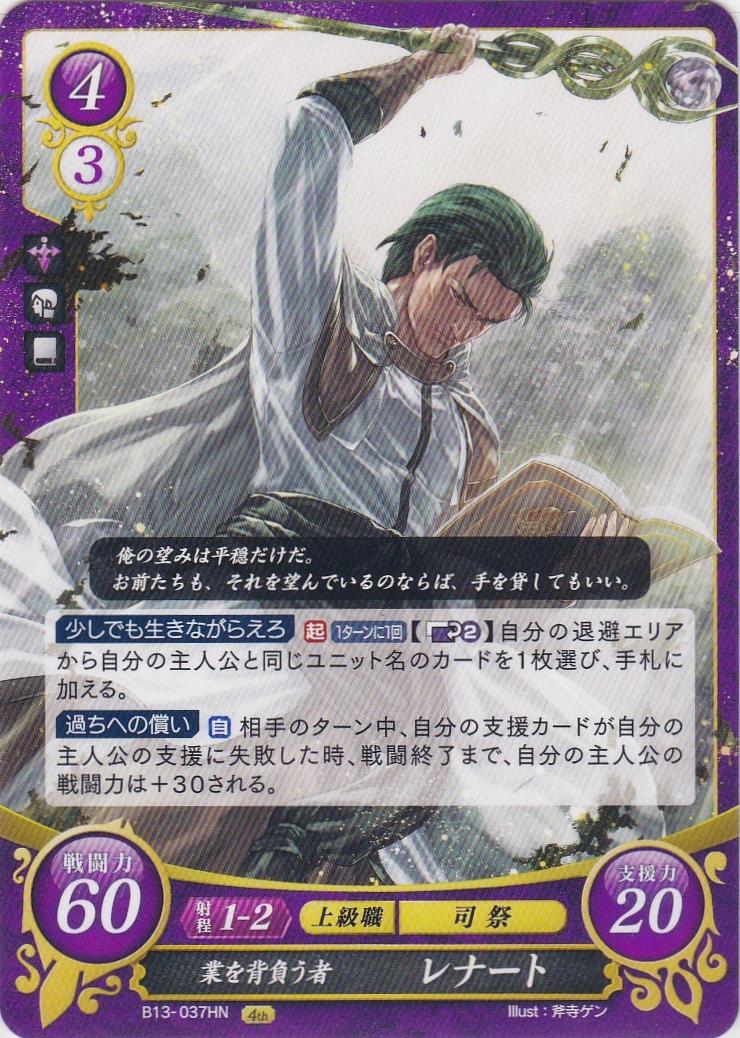 4
3
俺の望みは平穏だけだ。
お前たちも、それを望んでいるのならば、手を貸してもいい。
少しでも生きながらえろ 起 1ターンに1回【2】自分の退避エリア
から自分の主人公と同じユニット名のカードを1枚選び、手札に
加える。
過ちへの償い 自 相手のターン中、自分の支援カードが自分の
主人公の支援に失敗した時、戦闘終了まで、自分の主人公の
戦闘力は＋30される。
戦闘力
60
射程 1-2 上級職 司祭
支援力
20
業を背負う者 レナート
B13-037HN 4th Illust：斧寺ゲン